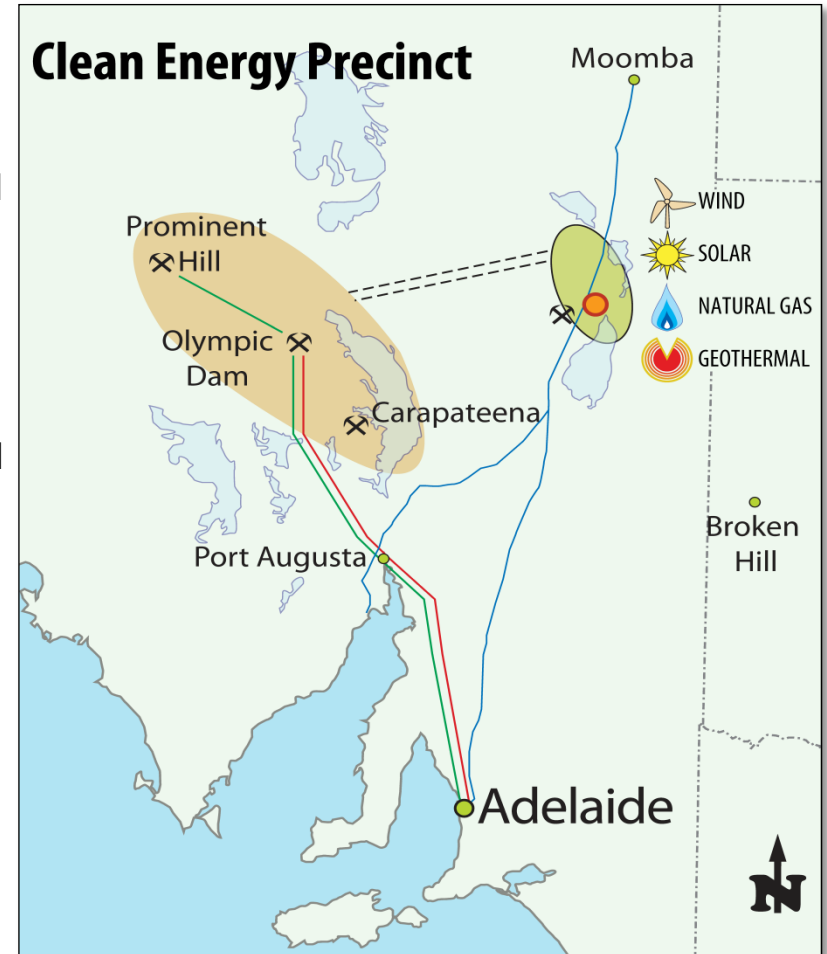 Clean Energy Precinct
Moomba
WIND
Prominent
Hill
SOLAR
NATURAL GAS
Olympic
Dam
GEOTHERMAL
Carapateena
Broken
Hill
Port Augusta
Adelaide
N